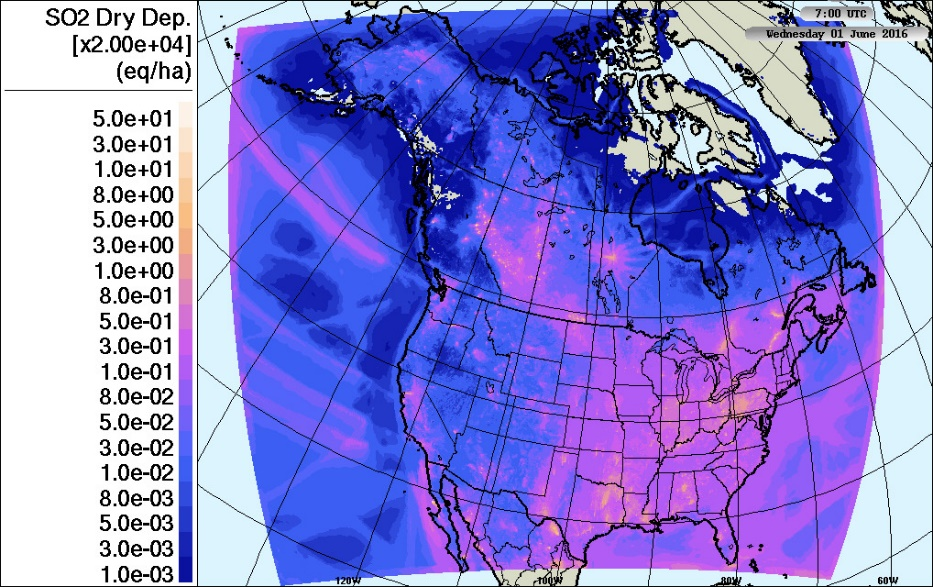 SO2 Dry Dep.
[x2.00e+04]
(eq/ha)
5.0e+01
3.0e+01
1.0e+01
8.0e+00
5.0e+00
3.0e+00
1.0e+00
8.0e-01
5.0e-01
3.0e-01
1.0e-01
8.0e-02
5.0e-02
3.0e-02
1.0e-02
8.0e-03
5.0e-03
3.0e-03
1.0e-03
7:00 UTC
Wednesday 01 June 2016
120W 100W 80W 60W